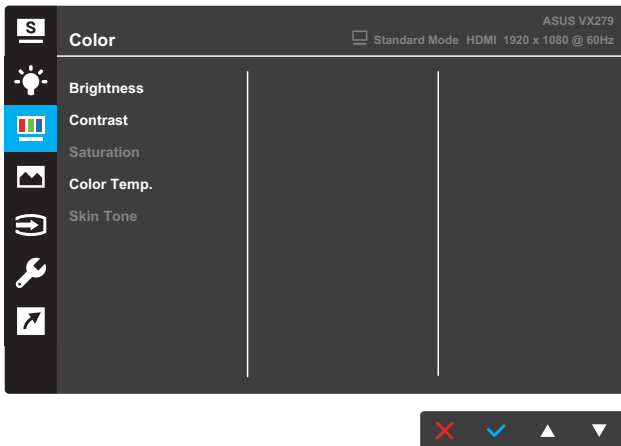 S
ASUS VX279
Color
Standard Mode HDMI 1920 x 1080 @ 60Hz
Brightness
Contrast
Saturation
Color Temp.
Skin Tone